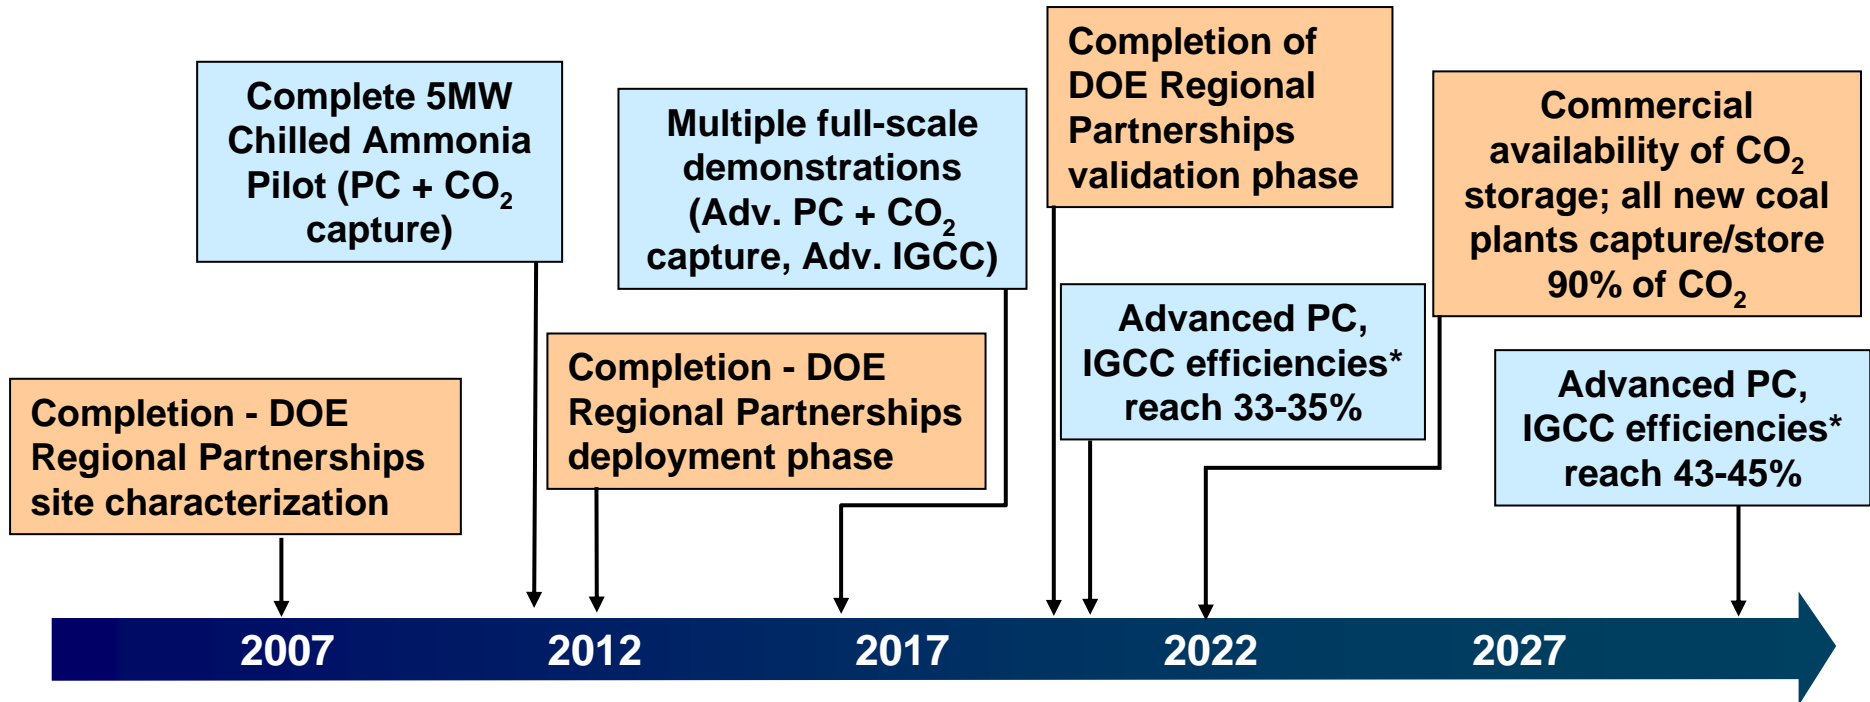 Complete 5MW
Chilled Ammonia
Pilot (PC + CO2
capture)
Multiple full-scale
demonstrations
(Adv. PC + CO2
capture, Adv. IGCC)
Completion of
DOE Regional
Partnerships
validation phase
Commercial
availability of CO2
storage; all new coal
plants capture/store
90% of CO2
Completion - DOE
Regional Partnerships
site characterization
Completion - DOE
Regional Partnerships
deployment phase
Advanced PC,
IGCC efficiencies*
reach 33-35%
Advanced PC,
IGCC efficiencies*
reach 43-45%
2007 2012 2017 2022 2027